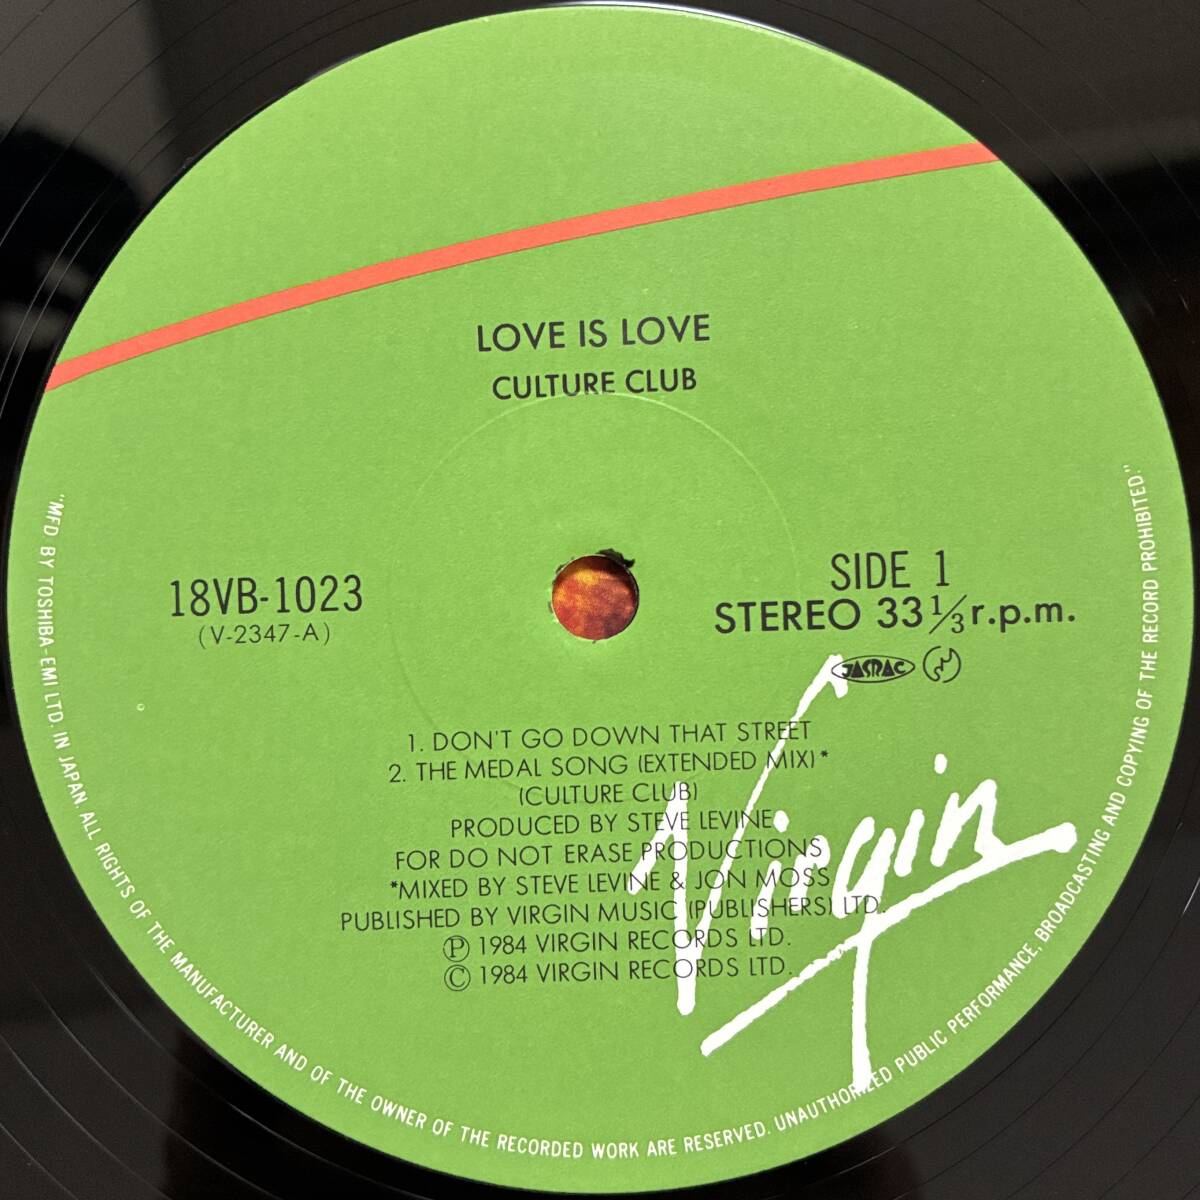 LOVE IS LOVE
CULTURE CLUB
18VB-1023
(V-2347-A)
SIDE 1
STEREO 33 1/3 r.p.m.
JASRAC
1. DON'T GO DOWN THAT STREET
2. THE MEDAL SONG (EXTENDED MIX)*
(CULTURE CLUB)
PRODUCED BY STEVE LEVINE
FOR DO NOT ERASE PRODUCTIONS
*MIXED BY STEVE LEVINE & JON MOSS
PUBLISHED BY VIRGIN MUSIC (PUBLISHERS) LTD.
℗ 1984 VIRGIN RECORDS LTD.
© 1984 VIRGIN RECORDS LTD.
Virgin
"MFD BY TOSHIBA-EMI LTD. IN JAPAN ALL RIGHTS OF THE MANUFACTURER AND OF THE OWNER OF THE RECORDED WORK ARE RESERVED. UNAUTHORIZED PUBLIC PERFORMANCE, BROADCASTING AND COPYING OF THE RECORD PROHIBITED."